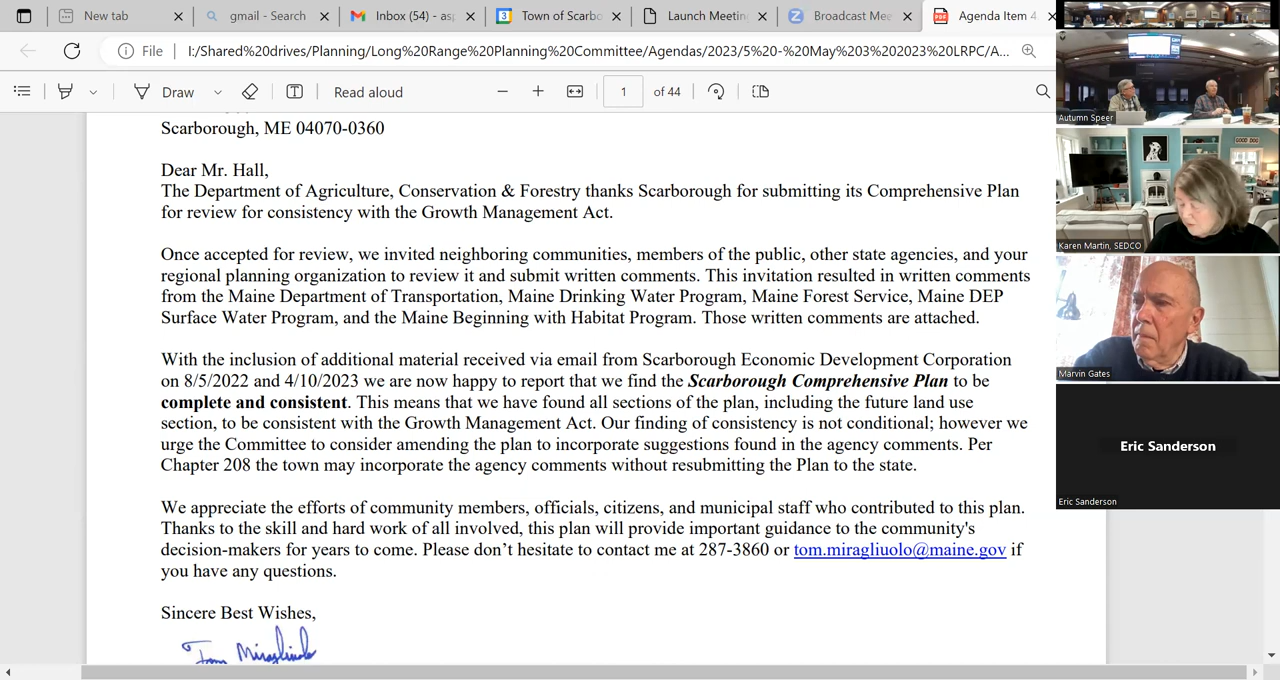 New tab
gmail - Search
Inbox (54) - asp
Town of Scarbo
Launch Meetin
Broadcast Mee
Agenda Item 4
File
I:/Shared%20drives/Planning/Long%20Range%20Planning%20Committee/Agendas/2023/5%20-%20May%203%202023%20LRPC/A...
Draw
Read aloud
1
of 44
Scarborough, ME 04070-0360
Dear Mr. Hall,
The Department of Agriculture, Conservation & Forestry thanks Scarborough for submitting its Comprehensive Plan
for review for consistency with the Growth Management Act.
Once accepted for review, we invited neighboring communities, members of the public, other state agencies, and your
regional planning organization to review it and submit written comments. This invitation resulted in written comments
from the Maine Department of Transportation, Maine Drinking Water Program, Maine Forest Service, Maine DEP
Surface Water Program, and the Maine Beginning with Habitat Program. Those written comments are attached.
With the inclusion of additional material received via email from Scarborough Economic Development Corporation
on 8/5/2022 and 4/10/2023 we are now happy to report that we find the Scarborough Comprehensive Plan to be
complete and consistent. This means that we have found all sections of the plan, including the future land use
section, to be consistent with the Growth Management Act. Our finding of consistency is not conditional; however we
urge the Committee to consider amending the plan to incorporate suggestions found in the agency comments. Per
Chapter 208 the town may incorporate the agency comments without resubmitting the Plan to the state.
We appreciate the efforts of community members, officials, citizens, and municipal staff who contributed to this plan.
Thanks to the skill and hard work of all involved, this plan will provide important guidance to the community's
decision-makers for years to come. Please don't hesitate to contact me at 287-3860 or tom.miragliuolo@maine.gov if
you have any questions.
Sincere Best Wishes,
Tom Miragliuolo
Autumn Speer
GOOD DOG
Karen Martin, SEDCO
Marvin Gates
Eric Sanderson
Eric Sanderson